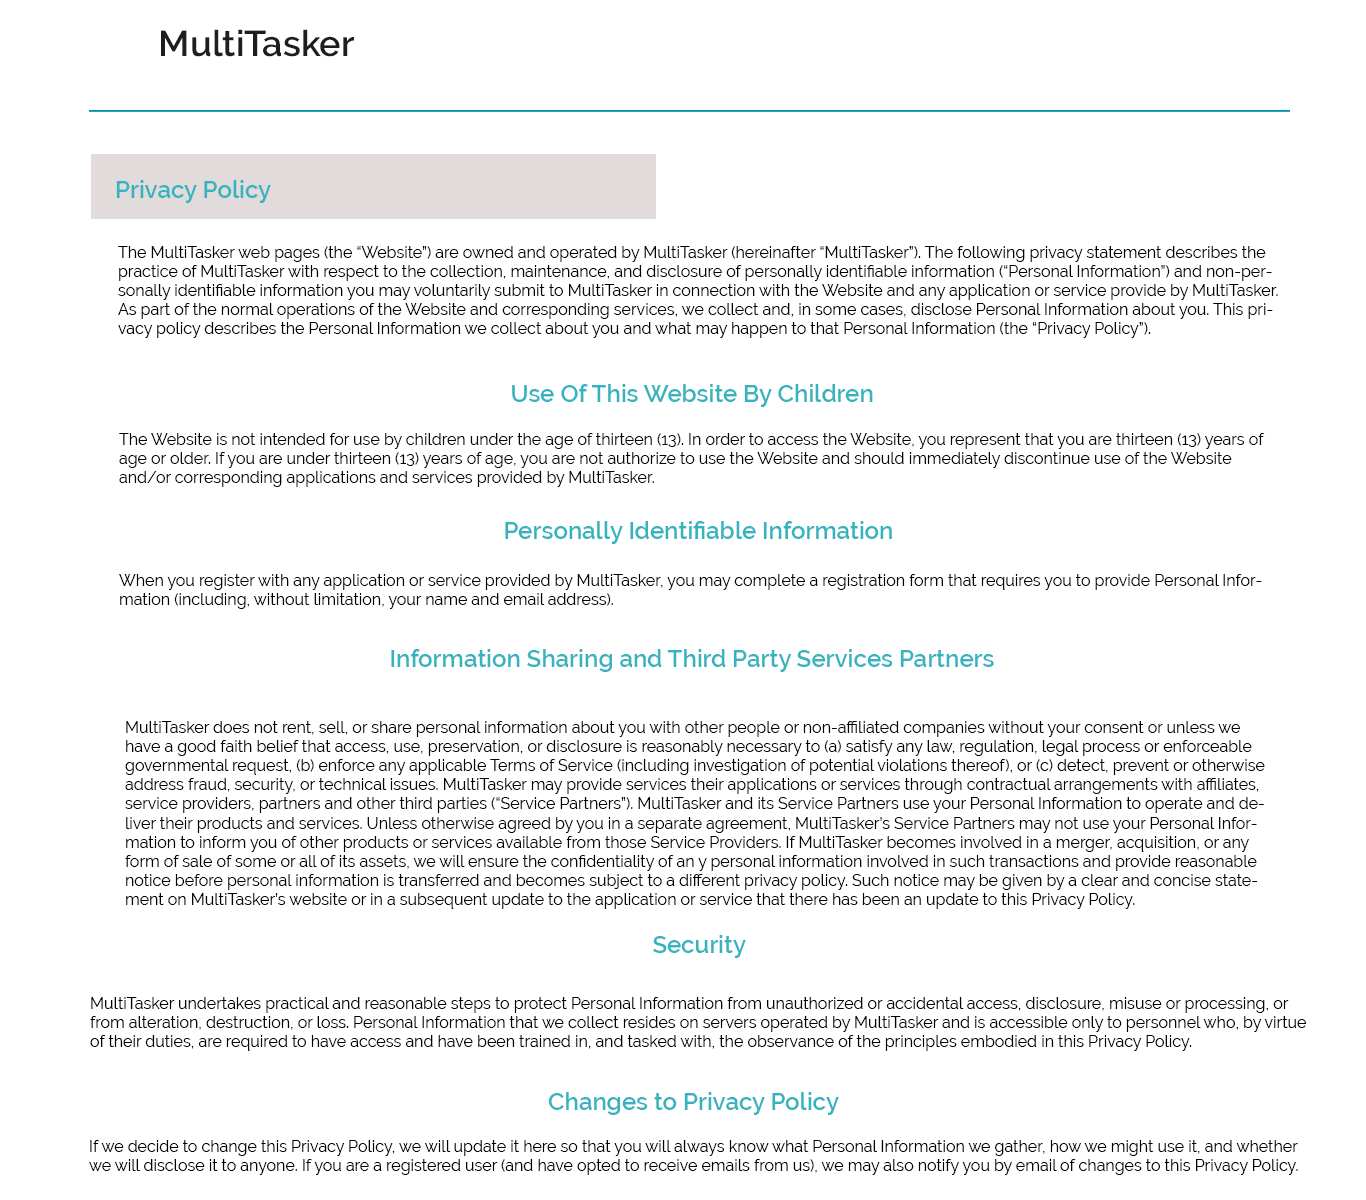 MultiTasker
Privacy Policy
The MultiTasker web pages (the “Website”) are owned and operated by MultiTasker (hereinafter “MultiTasker”). The following privacy statement describes the
practice of MultiTasker with respect to the collection, maintenance, and disclosure of personally identifiable information (“Personal Information”) and non-per-
sonally identifiable information you may voluntarily submit to MultiTasker in connection with the Website and any application or service provide by MultiTasker.
As part of the normal operations of the Website and corresponding services, we collect and, in some cases, disclose Personal Information about you. This pri-
vacy policy describes the Personal Information we collect about you and what may happen to that Personal Information (the “Privacy Policy”).
Use Of This Website By Children
The Website is not intended for use by children under the age of thirteen (13). In order to access the Website, you represent that you are thirteen (13) years of
age or older. If you are under thirteen (13) years of age, you are not authorize to use the Website and should immediately discontinue use of the Website
and/or corresponding applications and services provided by MultiTasker.
Personally Identifiable Information
When you register with any application or service provided by MultiTasker, you may complete a registration form that requires you to provide Personal Infor-
mation (including, without limitation, your name and email address).
Information Sharing and Third Party Services Partners
MultiTasker does not rent, sell, or share personal information about you with other people or non-affiliated companies without your consent or unless we
have a good faith belief that access, use, preservation, or disclosure is reasonably necessary to (a) satisfy any law, regulation, legal process or enforceable
governmental request, (b) enforce any applicable Terms of Service (including investigation of potential violations thereof), or (c) detect, prevent or otherwise
address fraud, security, or technical issues. MultiTasker may provide services their applications or services through contractual arrangements with affiliates,
service providers, partners and other third parties (“Service Partners”). MultiTasker and its Service Partners use your Personal Information to operate and de-
liver their products and services. Unless otherwise agreed by you in a separate agreement, MultiTasker’s Service Partners may not use your Personal Infor-
mation to inform you of other products or services available from those Service Providers. If MultiTasker becomes involved in a merger, acquisition, or any
form of sale of some or all of its assets, we will ensure the confidentiality of an y personal information involved in such transactions and provide reasonable
notice before personal information is transferred and becomes subject to a different privacy policy. Such notice may be given by a clear and concise state-
ment on MultiTasker’s website or in a subsequent update to the application or service that there has been an update to this Privacy Policy.
Security
MultiTasker undertakes practical and reasonable steps to protect Personal Information from unauthorized or accidental access, disclosure, misuse or processing, or
from alteration, destruction, or loss. Personal Information that we collect resides on servers operated by MultiTasker and is accessible only to personnel who, by virtue
of their duties, are required to have access and have been trained in, and tasked with, the observance of the principles embodied in this Privacy Policy.
Changes to Privacy Policy
If we decide to change this Privacy Policy, we will update it here so that you will always know what Personal Information we gather, how we might use it, and whether
we will disclose it to anyone. If you are a registered user (and have opted to receive emails from us), we may also notify you by email of changes to this Privacy Policy.